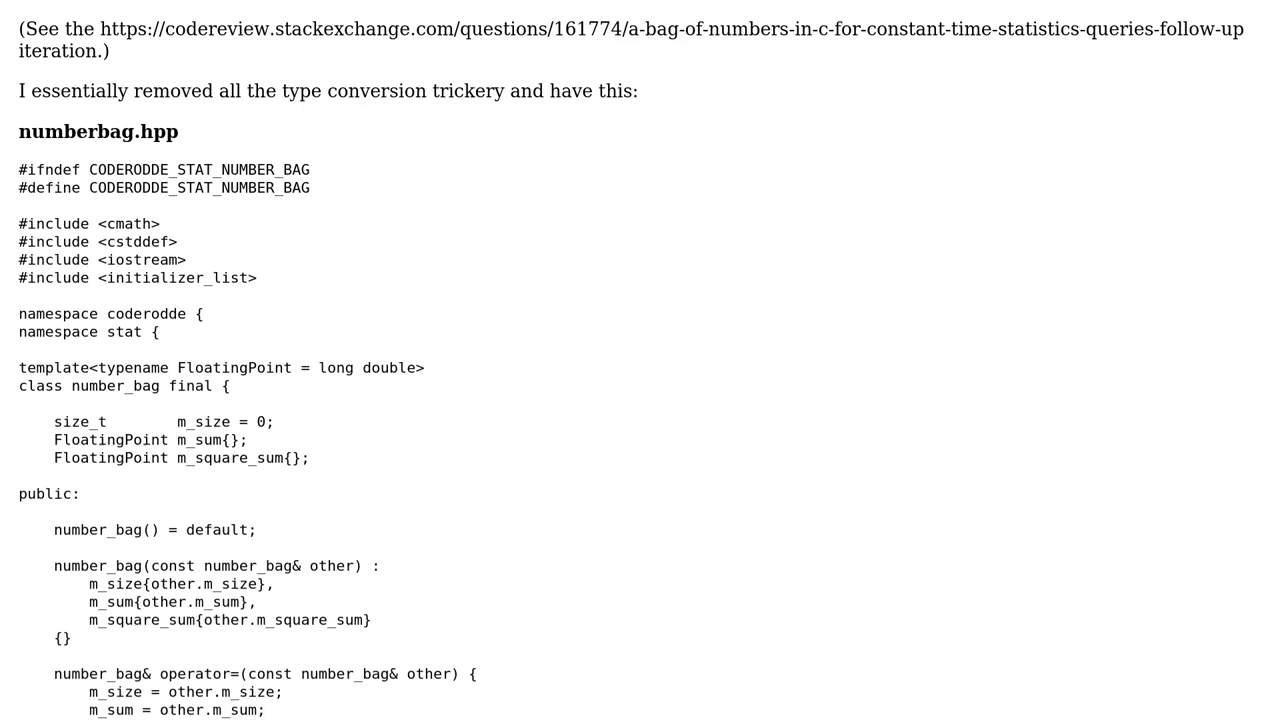 (See the https://codereview.stackexchange.com/questions/161774/a-bag-of-numbers-in-c-for-constant-time-statistics-queries-follow-up
iteration.)
I essentially removed all the type conversion trickery and have this:
numberbag.hpp
#ifndef CODERODDE_STAT_NUMBER_BAG
#define CODERODDE_STAT_NUMBER_BAG
#include <cmath>
#include <cstddef>
#include <iostream>
#include <initializer_list>
namespace coderodde {
namespace stat {
template<typename FloatingPoint = long double>
class number_bag final {
    size_t        m_size = 0;
    FloatingPoint m_sum{};
    FloatingPoint m_square_sum{};
public:
    number_bag() = default;
    number_bag(const number_bag& other) :
        m_size{other.m_size},
        m_sum{other.m_sum},
        m_square_sum{other.m_square_sum}
    {}
    number_bag& operator=(const number_bag& other) {
        m_size = other.m_size;
        m_sum = other.m_sum;